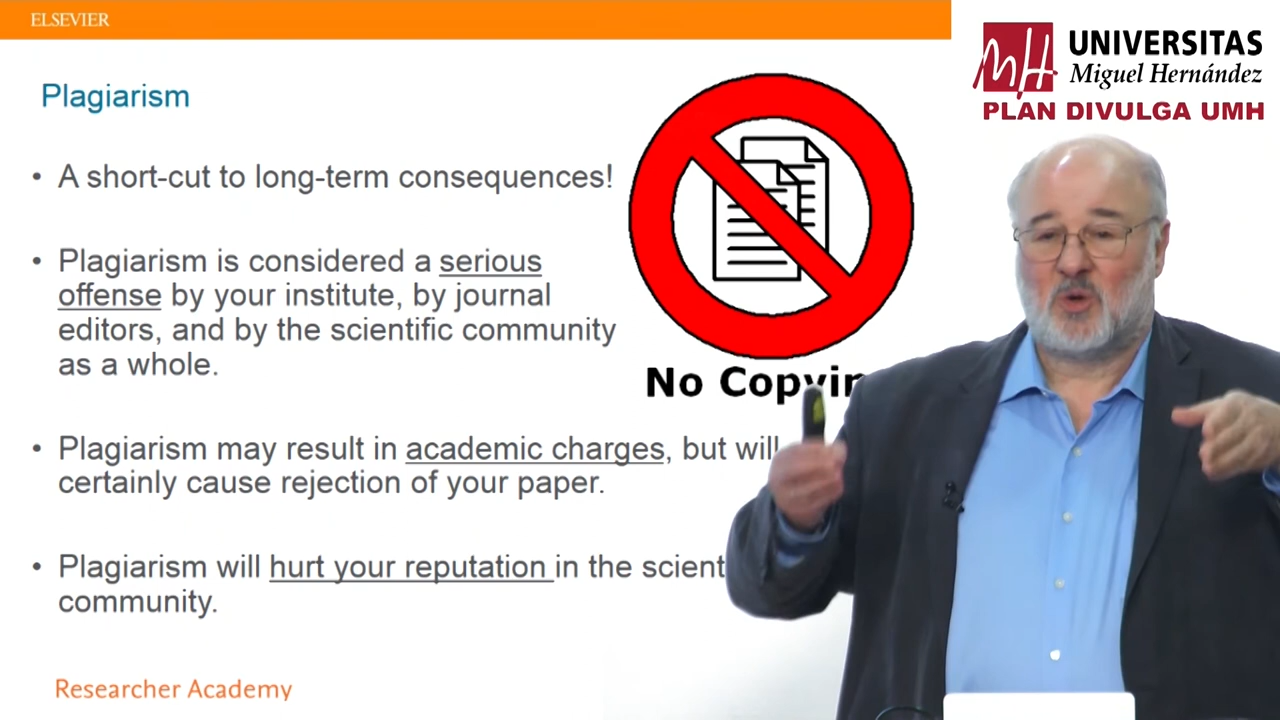 ELSEVIER
UNIVERSITAS
Miguel Hernández
PLAN DIVULGA UMH
Plagiarism
• A short-cut to long-term consequences!
• Plagiarism is considered a serious
offense by your institute, by journal
editors, and by the scientific community
as a whole.
No
• Plagiarism may result in academic charges, but will
certainly cause rejection of your paper.
• Plagiarism will hurt your reputation in the
community.
Researcher Academy